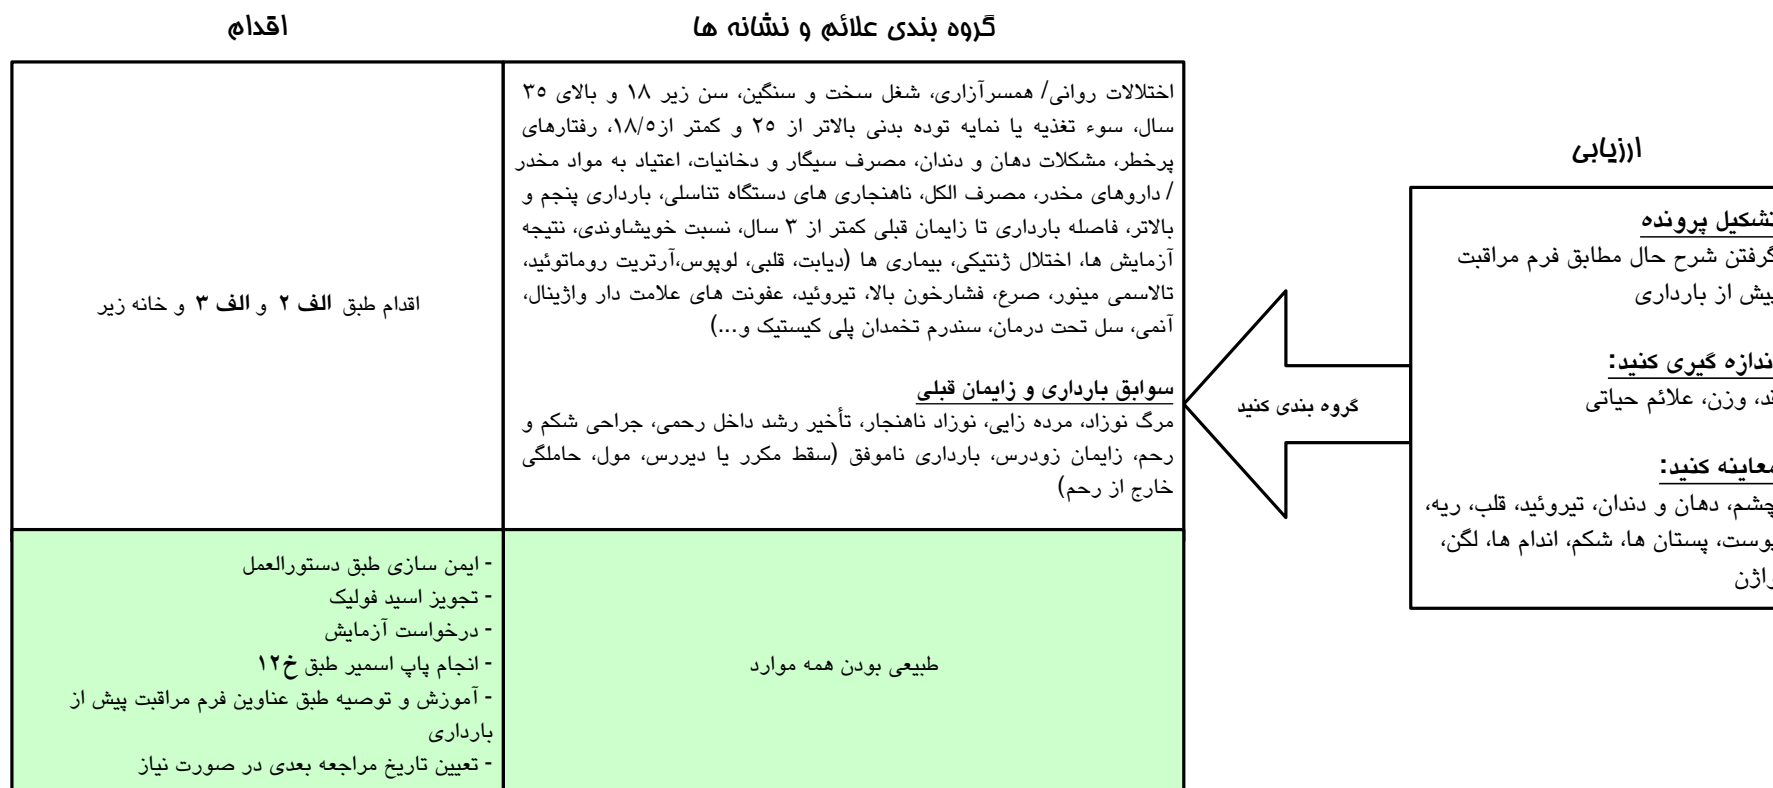 ارزیابی
تشکیل پرونده
گرفتن شرح حال مطابق فرم مراقبت
پیش از بارداری
اندازه گیری کنید:
قد، وزن، علائم حیاتی
معاینه کنید:
چشم، دهان و دندان، تیروئید، قلب، ریه،
پوست، پستان ها، شکم، اندام ها، لگن،
واژن
گروه بندی کنید
گروه بندی علائم و نشانه ها
اختلالات روانی/ همسرآزاری، شغل سخت و سنگین، سن زیر ۱۸ و بالای ۳۵
سال، سوء تغذیه یا نمایه توده بدنی بالاتر از ۲۵ و کمتر از۱۸/۵، رفتارهای
پرخطر، مشکلات دهان و دندان، مصرف سیگار و دخانیات، اعتیاد به مواد مخدر
/ داروهای مخدر، مصرف الکل، ناهنجاری های دستگاه تناسلی، بارداری پنجم و
بالاتر، فاصله بارداری تا زایمان قبلی کمتر از ۳ سال، نسبت خویشاوندی، نتیجه
آزمایش ها، اختلال ژنتیکی، بیماری ها (دیابت، قلبی، لوپوس،آرتریت روماتوئید،
تالاسمی مینور، صرع، فشارخون بالا، تیروئید، عفونت های علامت دار واژینال،
آنمی، سل تحت درمان، سندرم تخمدان پلی کیستیک و...)
سوابق بارداری و زایمان قبلی
مرگ نوزاد، مرده زایی، نوزاد ناهنجار، تأخیر رشد داخل رحمی، جراحی شکم و
رحم، زایمان زودرس، بارداری ناموفق (سقط مکرر یا دیررس، مول، حاملگی
خارج از رحم)
اقدام
اقدام طبق الف ۲ و الف ۳ و خانه زیر
طبیعی بودن همه موارد
- ایمن سازی طبق دستورالعمل
- تجویز اسید فولیک
- درخواست آزمایش
- انجام پاپ اسمیر طبق خ۱۲
- آموزش و توصیه طبق عناوین فرم مراقبت پیش از
بارداری
- تعیین تاریخ مراجعه بعدی در صورت نیاز